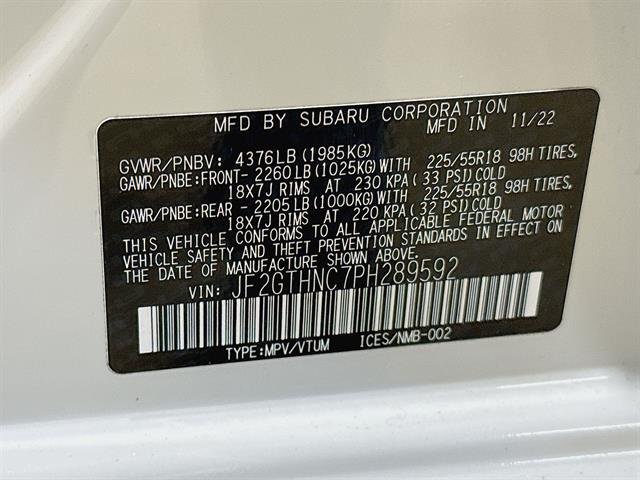 MFD BY SUBARU CORPORATION
MFD IN 11/22
GVWR/PNBV: 4376LB (1985KG)
GAWR/PNBE:FRONT- 2260LB (1025KG)WITH 225/55R18 98H TIRES,
18X7J RIMS AT 230 KPA (33 PSI)COLD
GAWR/PNBE:REAR - 2205LB (1000KG)WITH 225/55R18 98H TIRES,
18X7J RIMS AT 220 KPA (32 PSI)COLD
THIS VEHICLE CONFORMS TO ALL APPLICABLE FEDERAL MOTOR
VEHICLE SAFETY AND THEFT PREVENTION STANDARDS IN EFFECT ON
THE DATE OF MANUFACTURE SHOWN ABOVE.
VIN: JF2GTHNC7PH289592
TYPE:MPV/VTUM ICES/NMB-002